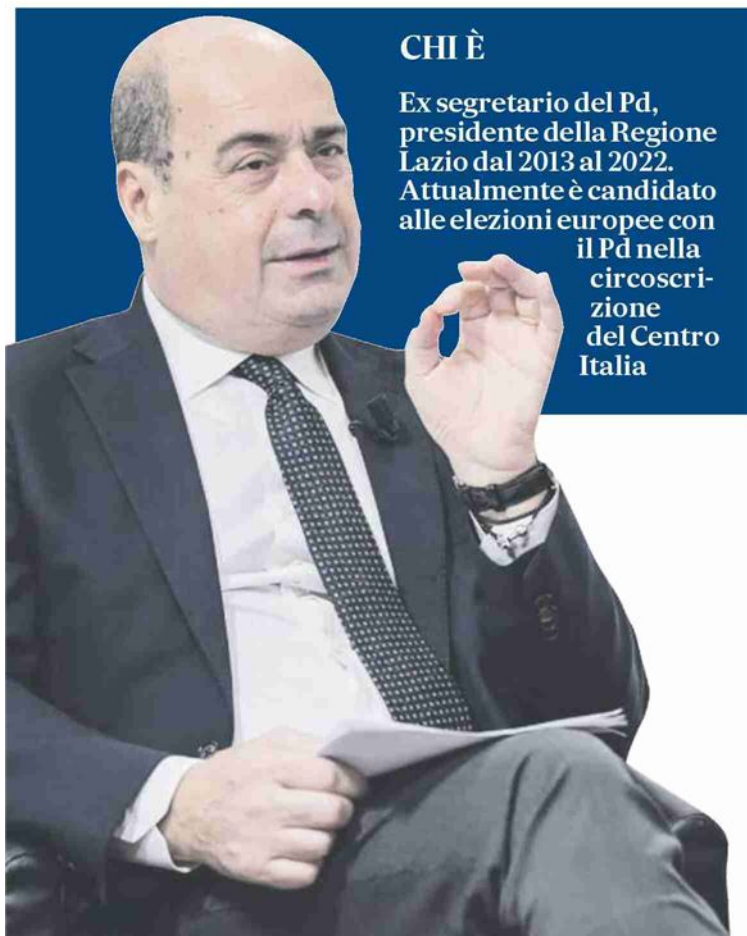 CHI È
Ex segretario del Pd,
presidente della Regione
Lazio dal 2013 al 2022.
Attualmente è candidato
alle elezioni europee con
il Pd nella
circoscri-
zione
del Centro
Italia